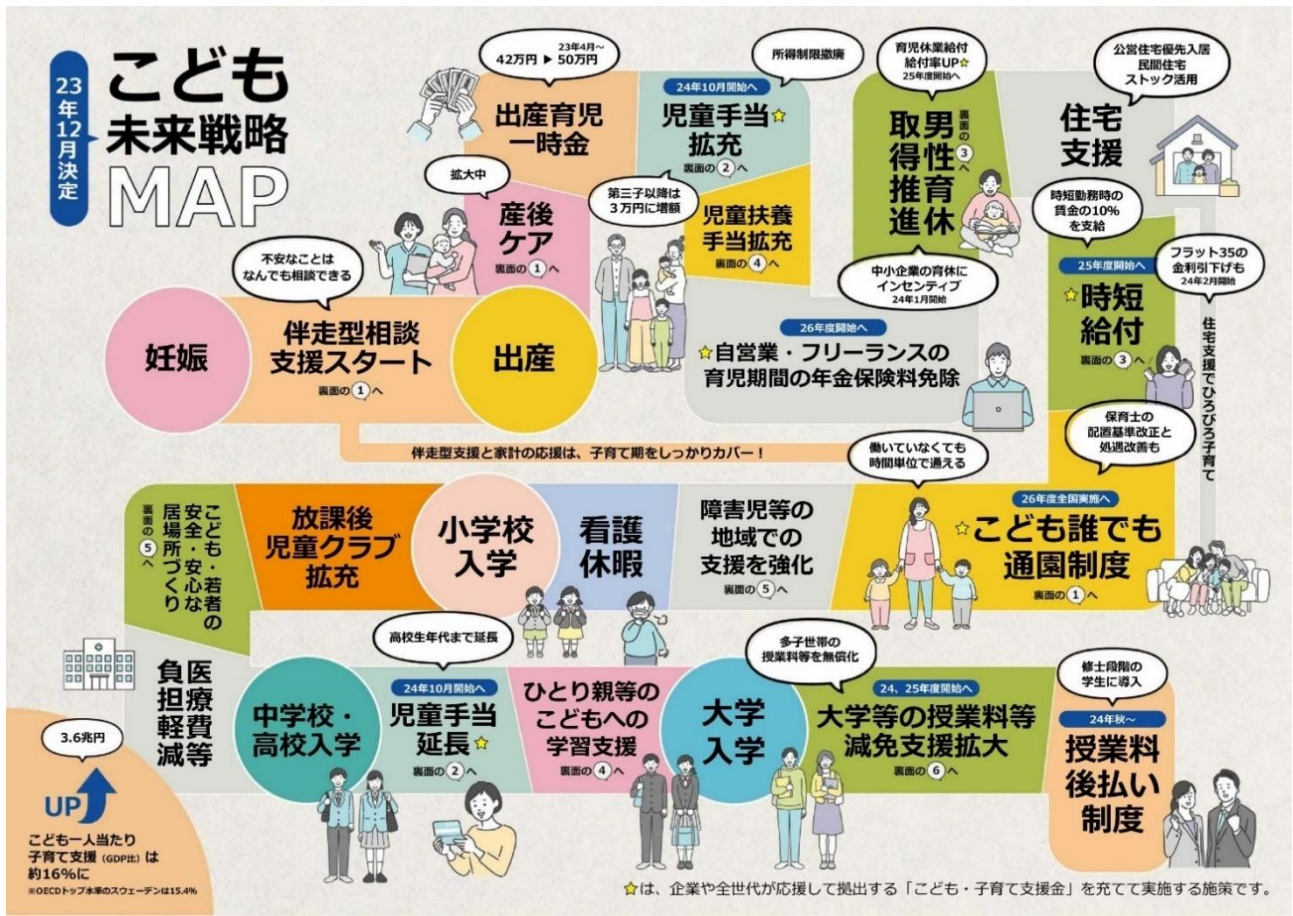 23年12月決定
こども
未来戦略
MAP
23年4月～
42万円 ▶ 50万円
出産育児
一時金
所得制限撤廃
24年10月開始へ
児童手当☆
拡充
裏面の②へ
育児休業給付
給付率UP☆
25年度開始へ
男性育休
取得推進
裏面の③へ
中小企業の育休に
インセンティブ
24年1月開始
公営住宅優先入居
民間住宅
ストック活用
住宅
支援
拡大中
産後
ケア
裏面の①へ
第三子以降は
３万円に増額
児童扶養
手当拡充
裏面の④へ
時短勤務時の
賃金の10%
を支給
25年度開始へ
☆時短
給付
裏面の③へ
フラット35の
金利引下げも
24年2月開始
住宅支援でひろびろ子育て
不安なことは
なんでも相談できる
妊娠
伴走型相談
支援スタート
裏面の①へ
出産
26年度開始へ
☆自営業・フリーランスの
育児期間の年金保険料免除
伴走型支援と家計の応援は、子育て期をしっかりカバー！
働いていなくても
時間単位で通える
保育士の
配置基準改正と
処遇改善も
26年度全国実施へ
☆こども誰でも
通園制度
裏面の①へ
障害児等の
地域での
支援を強化
裏面の⑤へ
看護
休暇
小学校
入学
放課後
児童クラブ
拡充
こども・若者の
安全・安心な
居場所づくり
裏面の⑤へ
医療費等
負担軽減
中学校・
高校入学
高校生年代まで延長
24年10月開始へ
児童手当
延長☆
裏面の②へ
ひとり親等の
こどもへの
学習支援
裏面の④へ
大学
入学
多子世帯の
授業料等を無償化
24、25年度開始へ
大学等の授業料等
減免支援拡大
裏面の⑥へ
修士段階の
学生に導入
24年秋～
授業料
後払い
制度
3.6兆円
UP
こども一人当たり
子育て支援（GDP比）は
約16%に
※OECDトップ水準のスウェーデンは15.4%
☆は、企業や全世代が応援して拠出する「こども・子育て支援金」を充てて実施する施策です。